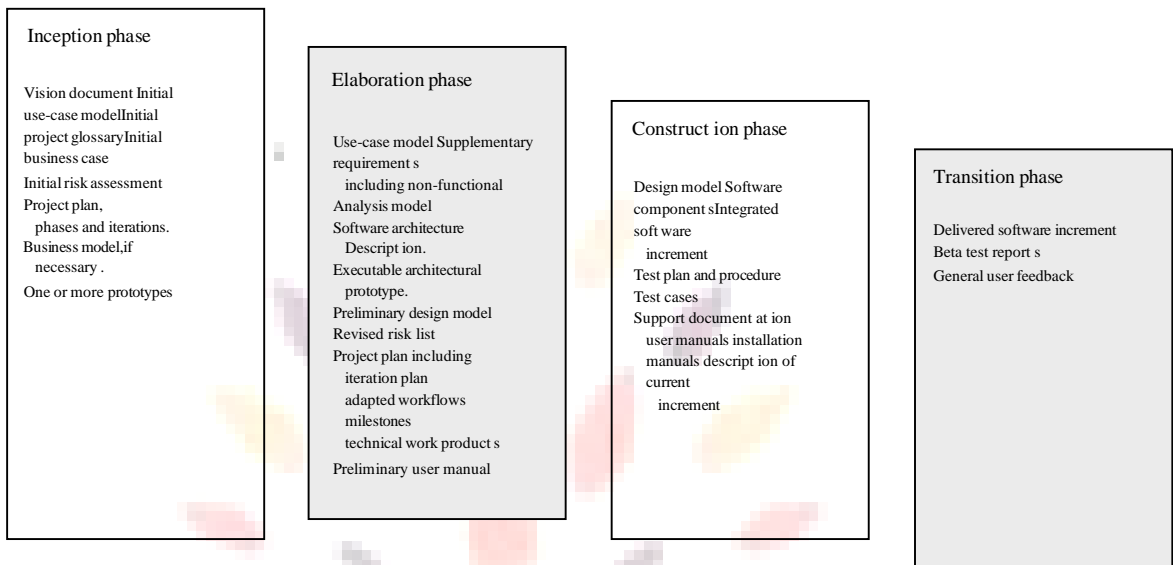 Inception phase
Vision document Initial
use-case modelInitial
project glossaryInitial
business case
Initial risk assessment
Project plan,
phases and iterations.
Business model,if
necessary .
One or more prototypes
Elaboration phase
Use-case model Supplementary
requirement s
including non-functional
Analysis model
Software architecture
Descript ion.
Executable architectural
prototype.
Preliminary design model
Revised risk list
Project plan including
iteration plan
adapted workflows
milestones
technical work product s
Preliminary user manual
Construct ion phase
Design model Software
component sIntegrated
soft ware
increment
Test plan and procedure
Test cases
Support document at ion
user manuals installation
manuals descript ion of
current
increment
Transition phase
Delivered software increment
Beta test report s
General user feedback